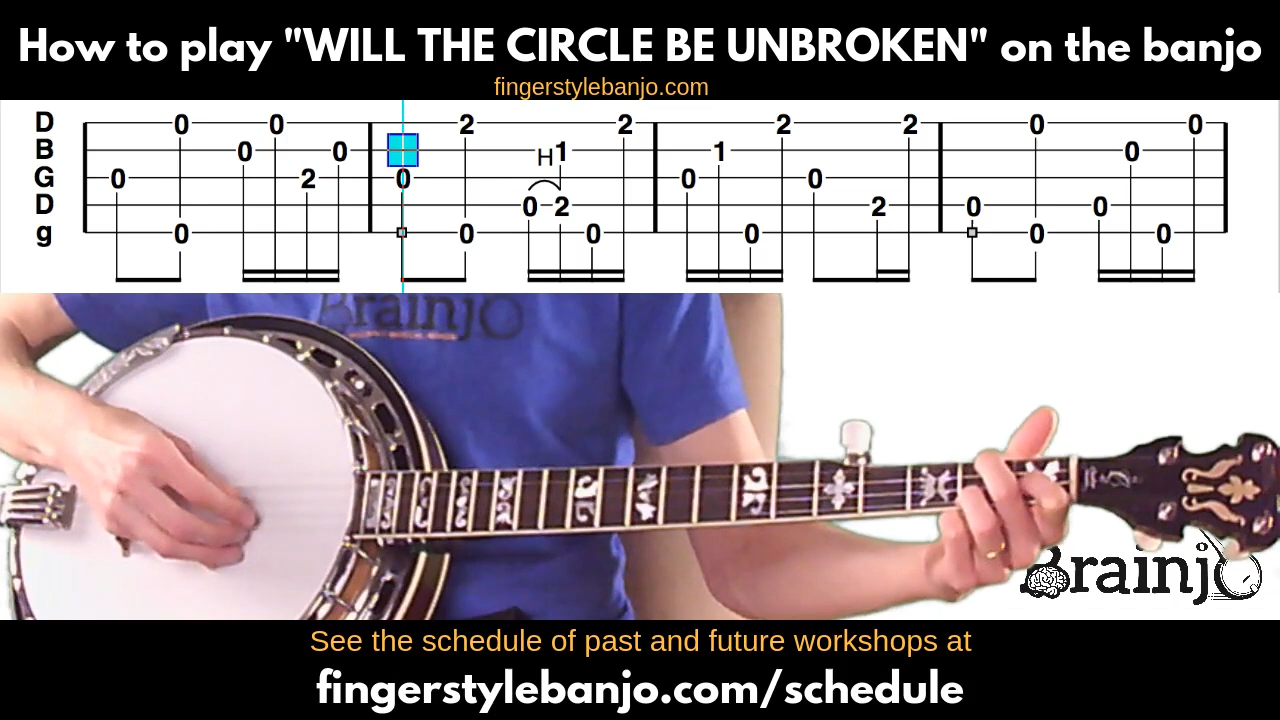 How to play "WILL THE CIRCLE BE UNBROKEN" on the banjo
fingerstylebanjo.com
D 0 0 2 2 2 2 0 0
B 0 0 H1 1 0
G 0 2 0 0 0
D 0 2 2 0 0
g 0 0 0 0 0 0
Brainjo
Brainjo
See the schedule of past and future workshops at
fingerstylebanjo.com/schedule